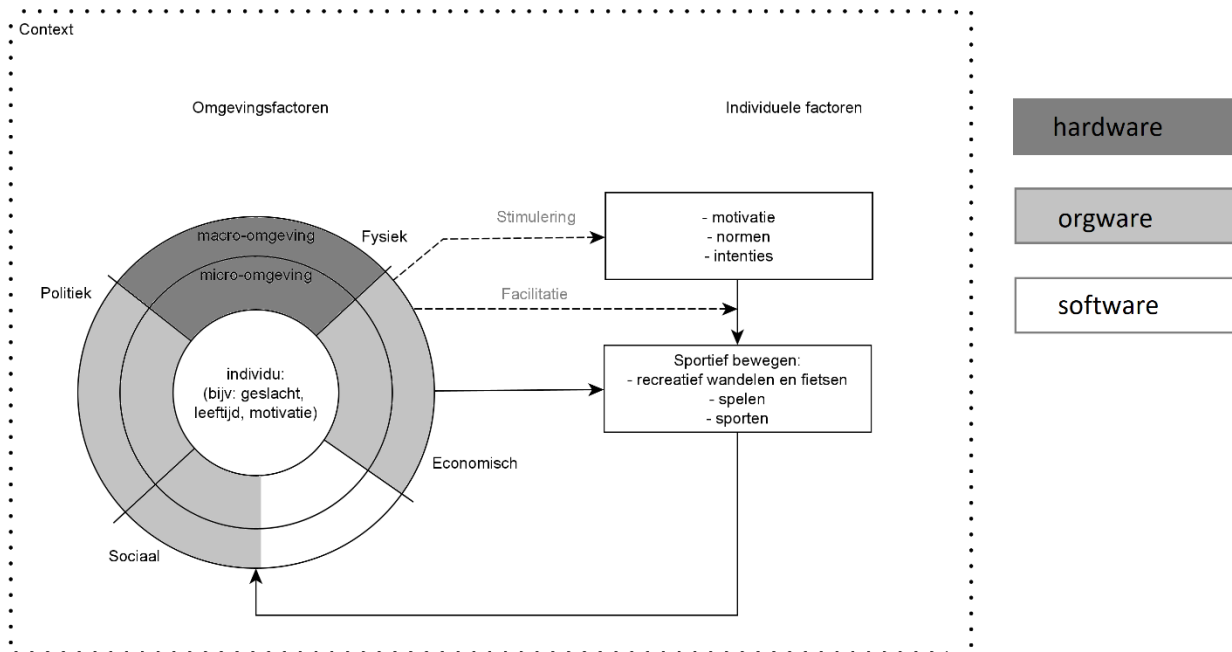 Context
Omgevingsfactoren
Individuele factoren
hardware
orgware
software
macro-omgeving
micro-omgeving
Fysiek
Politiek
Economisch
Sociaal
individu:
(bijv: geslacht,
leeftijd, motivatie)
Stimulering
Facilitatie
- motivatie
- normen
- intenties
Sportief bewegen:
- recreatief wandelen en fietsen
- spelen
- sporten